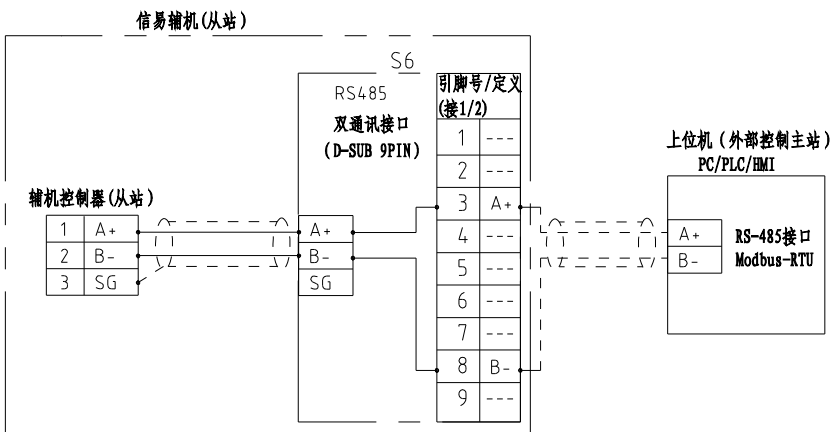 信易辅机(从站)
S6
RS485
双通讯接口
(D-SUB 9PIN)
引脚号/定义
(接1/2)
1 ---
2 ---
3 A+
4 ---
5 ---
6 ---
7 ---
8 B-
9 ---
上位机(外部控制主站)
PC/PLC/HMI
辅机控制器(从站)
1 A+
2 B-
3 SG
A+
B-
SG
A+
B-
RS-485接口
Modbus-RTU